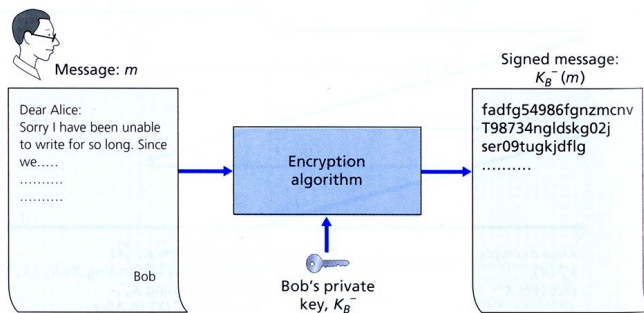 Message: m
Dear Alice:
Sorry I have been unable
to write for so long. Since
we.....
..........
..........
Bob
Encryption
algorithm
Bob's private
key, K_B^-
Signed message:
K_B^-(m)
fadfg54986fgnzmcnv
T98734ngldskg02j
ser09tugkjdflg
..........